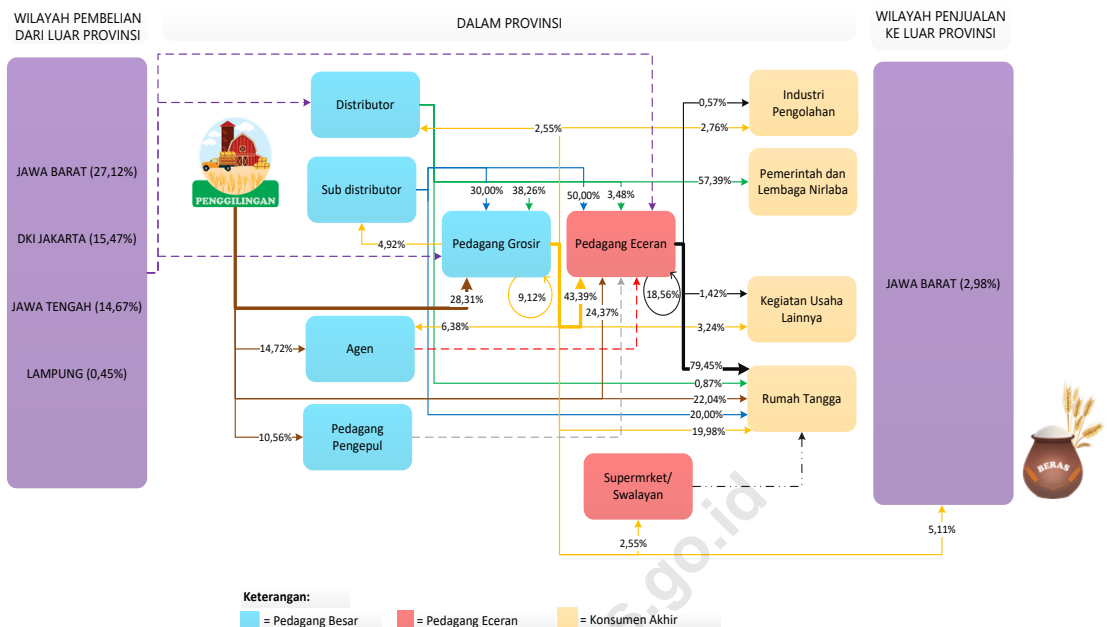 WILAYAH PEMBELIAN
DARI LUAR PROVINSI
DALAM PROVINSI
WILAYAH PENJUALAN
KE LUAR PROVINSI
JAWA BARAT (27,12%)
DKI JAKARTA (15,47%)
JAWA TENGAH (14,67%)
LAMPUNG (0,45%)
PENGGILINGAN
Distributor
Sub distributor
Pedagang Grosir
Pedagang Eceran
Agen
Pedagang
Pengepul
Supermrket/
Swalayan
Industri
Pengolahan
Pemerintah dan
Lembaga Nirlaba
Kegiatan Usaha
Lainnya
Rumah Tangga
JAWA BARAT (2,98%)
BERAS
0,57%
2,55%
2,76%
30,00%
38,26%
50,00%
3,48%
57,39%
4,92%
28,31%
9,12%
43,39%
18,56%
24,37%
1,42%
6,38%
3,24%
14,72%
79,45%
0,87%
22,04%
20,00%
10,56%
19,98%
2,55%
5,11%
s.go.id
Keterangan:
= Pedagang Besar
= Pedagang Eceran
= Konsumen Akhir